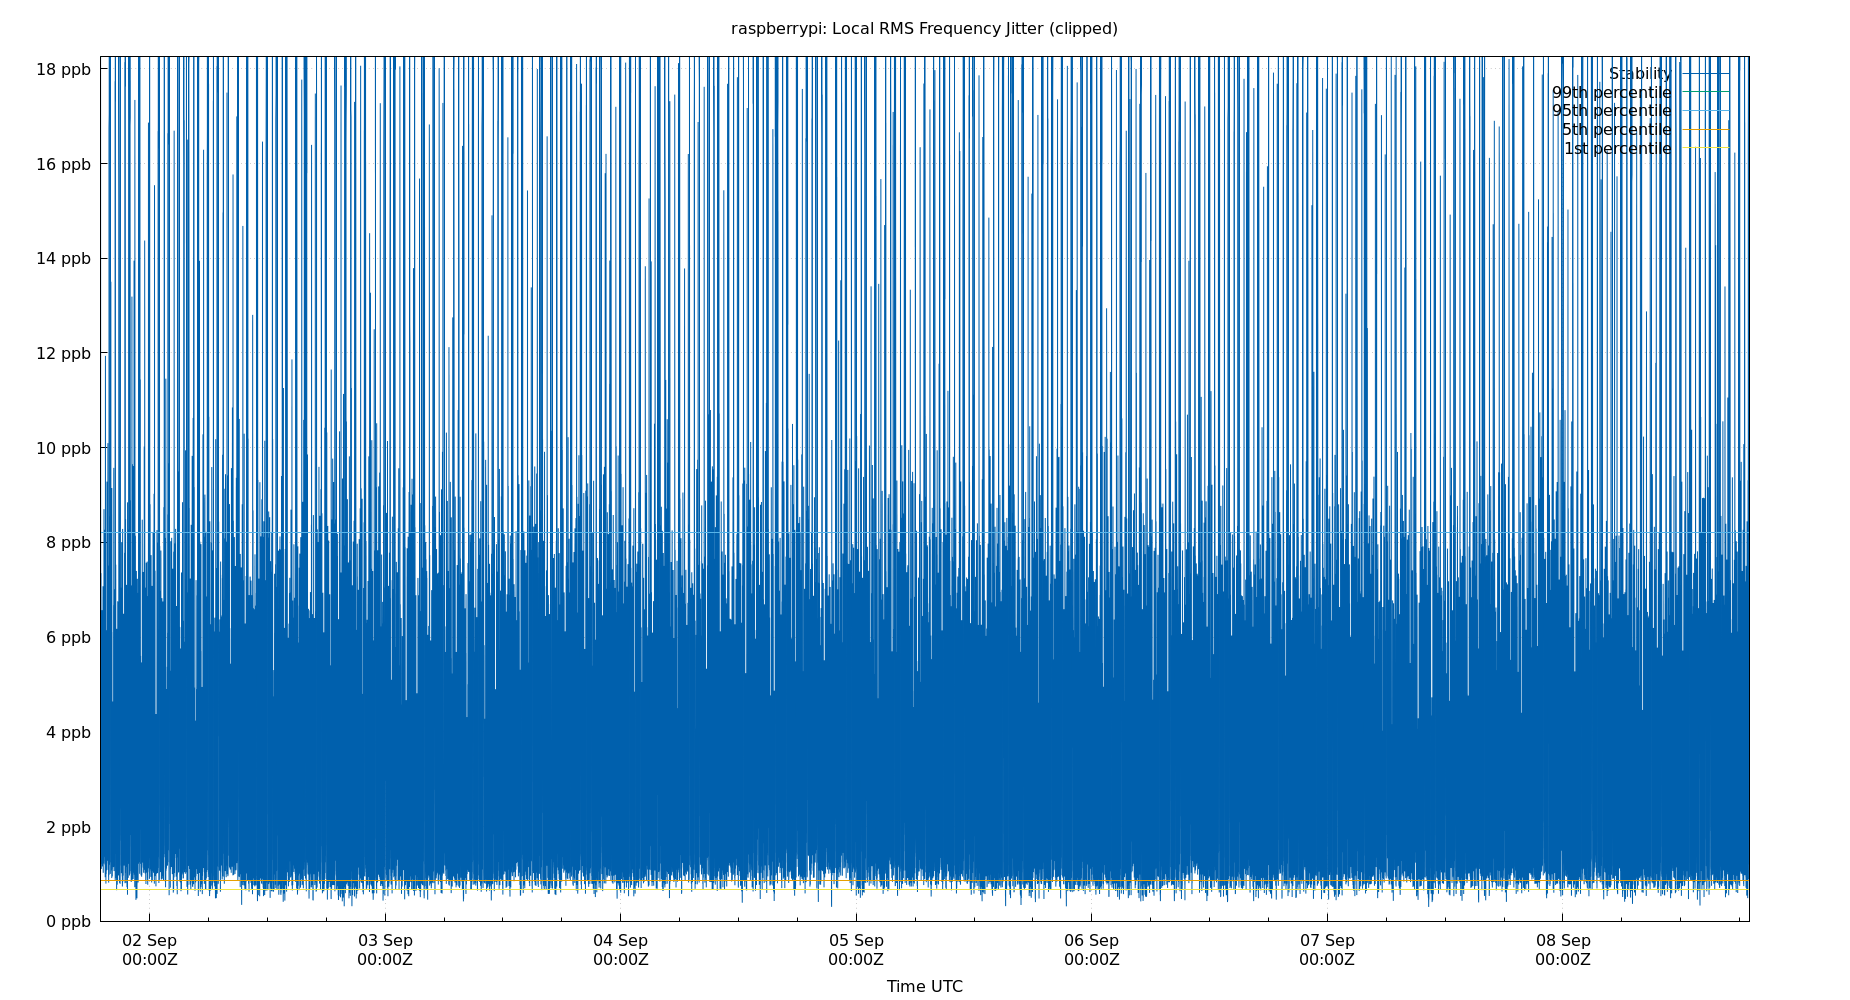 raspberrypi: Local RMS Frequency Jitter (clipped)
18 ppb
16 ppb
14 ppb
12 ppb
10 ppb
8 ppb
6 ppb
4 ppb
2 ppb
0 ppb
Stability
99th percentile
95th percentile
5th percentile
1st percentile
02 Sep
00:00Z
03 Sep
00:00Z
04 Sep
00:00Z
05 Sep
00:00Z
06 Sep
00:00Z
07 Sep
00:00Z
08 Sep
00:00Z
Time UTC